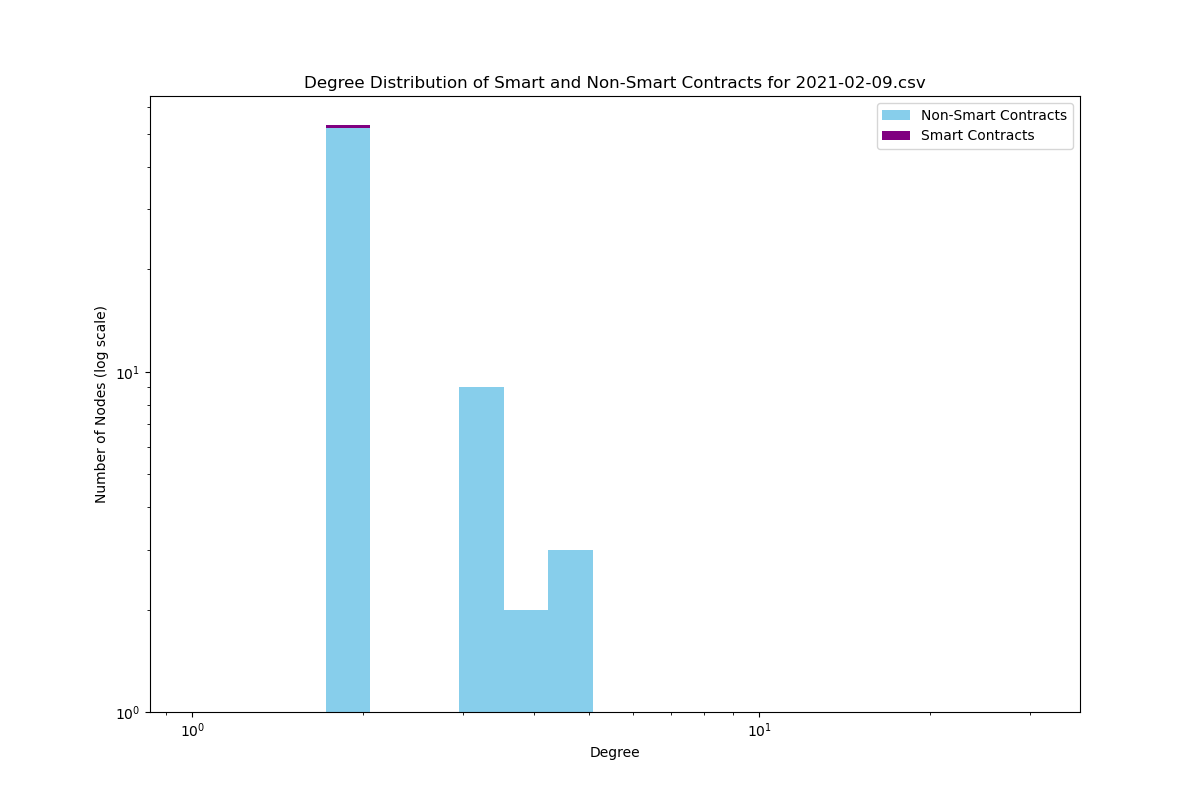 Degree Distribution of Smart and Non-Smart Contracts for 2021-02-09.csv
Non-Smart Contracts
Smart Contracts
Number of Nodes (log scale)
10¹
10⁰
10⁰
10¹
Degree